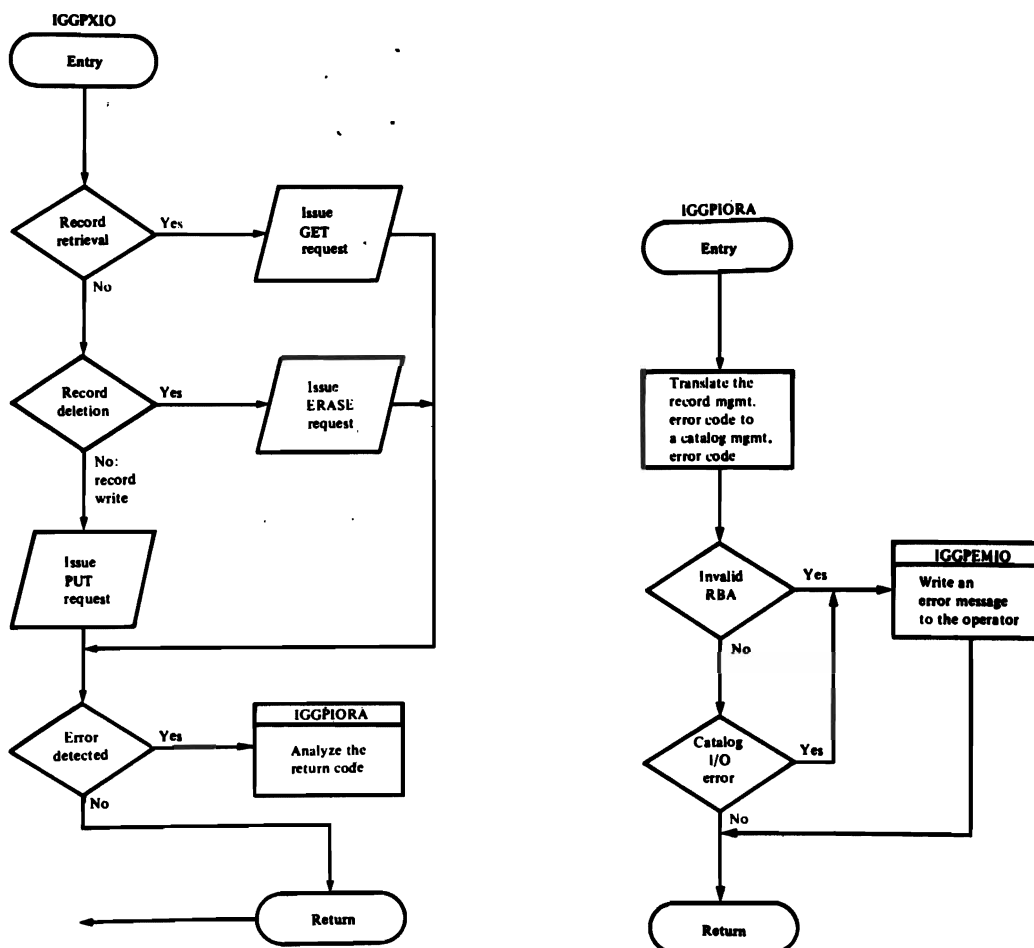 IGGPXIO
Entry
Record
retrieval
Yes
No
Issue
GET
request
Record
deletion
Yes
No:
record
write
Issue
ERASE
request
Issue
PUT
request
Error
detected
Yes
No
IGGPIORA
Analyze the
return code
Return
IGGPIORA
Entry
Translate the
record mgmt.
error code to
a catalog mgmt.
error code
Invalid
RBA
Yes
No
IGGPEMIO
Write an
error message
to the operator
Catalog
I/O
error
Yes
No
Return